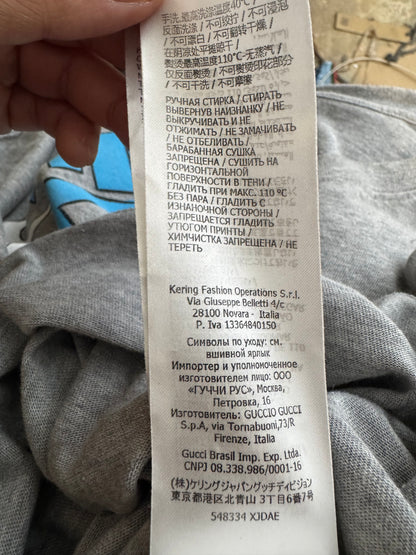 手洗,最高洗涤温度40℃ /
反面洗涤 / 不可绞拧 / 不可浸泡
/ 不可漂白 / 不可翻转干燥 /
在阴凉处平摊晾干 /
熨烫最高温度110℃-无蒸汽 /
仅反面熨烫 / 不可熨烫印花部分
/ 不可干洗 / 不可摩擦
РУЧНАЯ СТИРКА / СТИРАТЬ
ВЫВЕРНУВ НАИЗНАНКУ / НЕ
ВЫКРУЧИВАТЬ И НЕ
ОТЖИМАТЬ / НЕ ЗАМАЧИВАТЬ
/ НЕ ОТБЕЛИВАТЬ /
БАРАБАННАЯ СУШКА
ЗАПРЕЩЕНА / СУШИТЬ НА
ГОРИЗОНТАЛЬНОЙ
ПОВЕРХНОСТИ В ТЕНИ /
ГЛАДИТЬ ПРИ МАКС. 110 ºC
БЕЗ ПАРА / ГЛАДИТЬ С
ИЗНАНОЧНОЙ СТОРОНЫ /
ЗАПРЕЩАЕТСЯ ГЛАДИТЬ
УТЮГОМ ПРИНТЫ /
ХИМЧИСТКА ЗАПРЕЩЕНА / НЕ
ТЕРЕТЬ
Kering Fashion Operations S.r.l.
Via Giuseppe Belletti 4/c
28100 Novara - Italia
P. Iva 13364840150
Символы по уходу: см.
вшивной ярлык
Импортер и уполномоченное
изготовителем лицо: ООО
«ГУЧЧИ РУС», Москва,
Петровка, 16
Изготовитель: GUCCIO GUCCI
S.p.A, via Tornabuoni,73/R
Firenze, Italia
Gucci Brasil Imp. Exp. Ltd.
CNPJ 08.338.986/0001-16
(株)ケリングジャパングッチディビジョン
東京都港区北青山 3丁目6番7号
548334 XJDAE